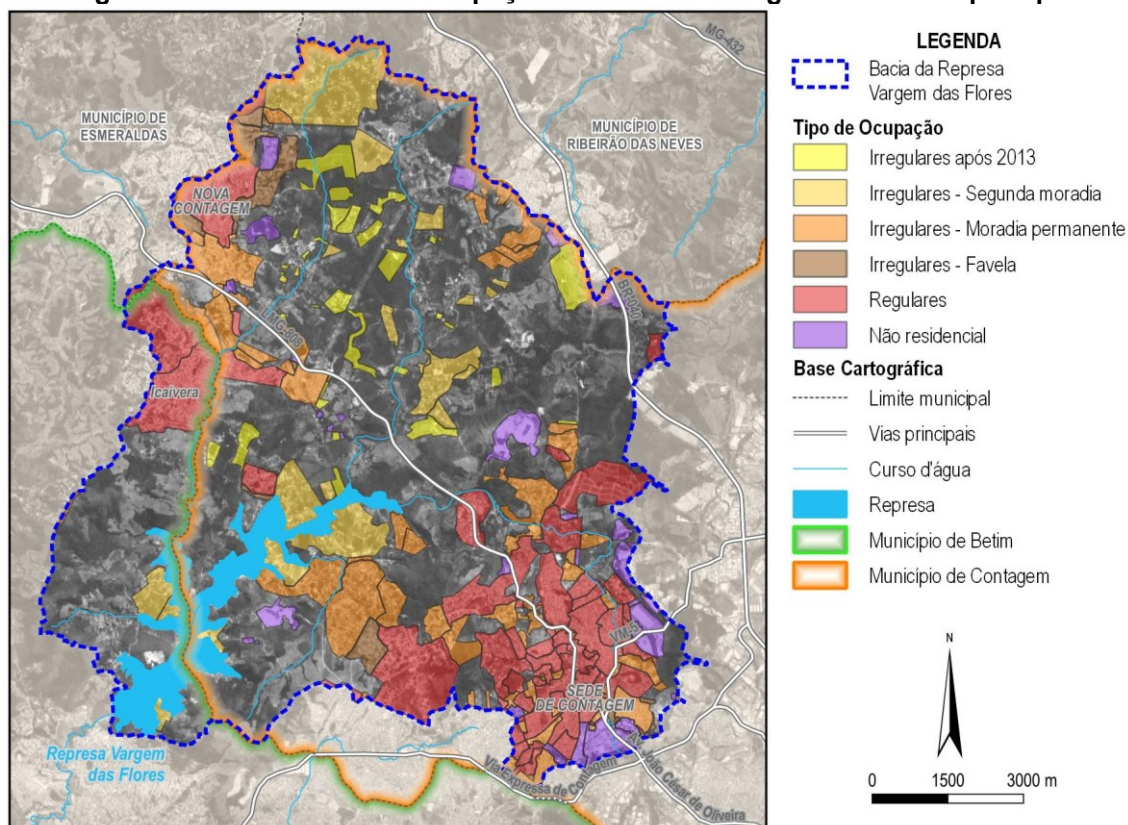 MG-432
MUNICÍPIO DE
ESMERALDAS
MUNICÍPIO DE
RIBEIRÃO DAS NEVES
NOVA
CONTAGEM
BR-040
Icaivera
VM-5
SEDE
DE CONTAGEM
Represa Vargem
das Flores
Via Expressa de Contagem
Av. João César de Oliveira
LEGENDA
Bacia da Represa
Vargem das Flores
Tipo de Ocupação
Irregulares após 2013
Irregulares - Segunda moradia
Irregulares - Moradia permanente
Irregulares - Favela
Regulares
Não residencial
Base Cartográfica
Limite municipal
Vias principais
Curso d'água
Represa
Município de Betim
Município de Contagem
N
0 1500 3000 m